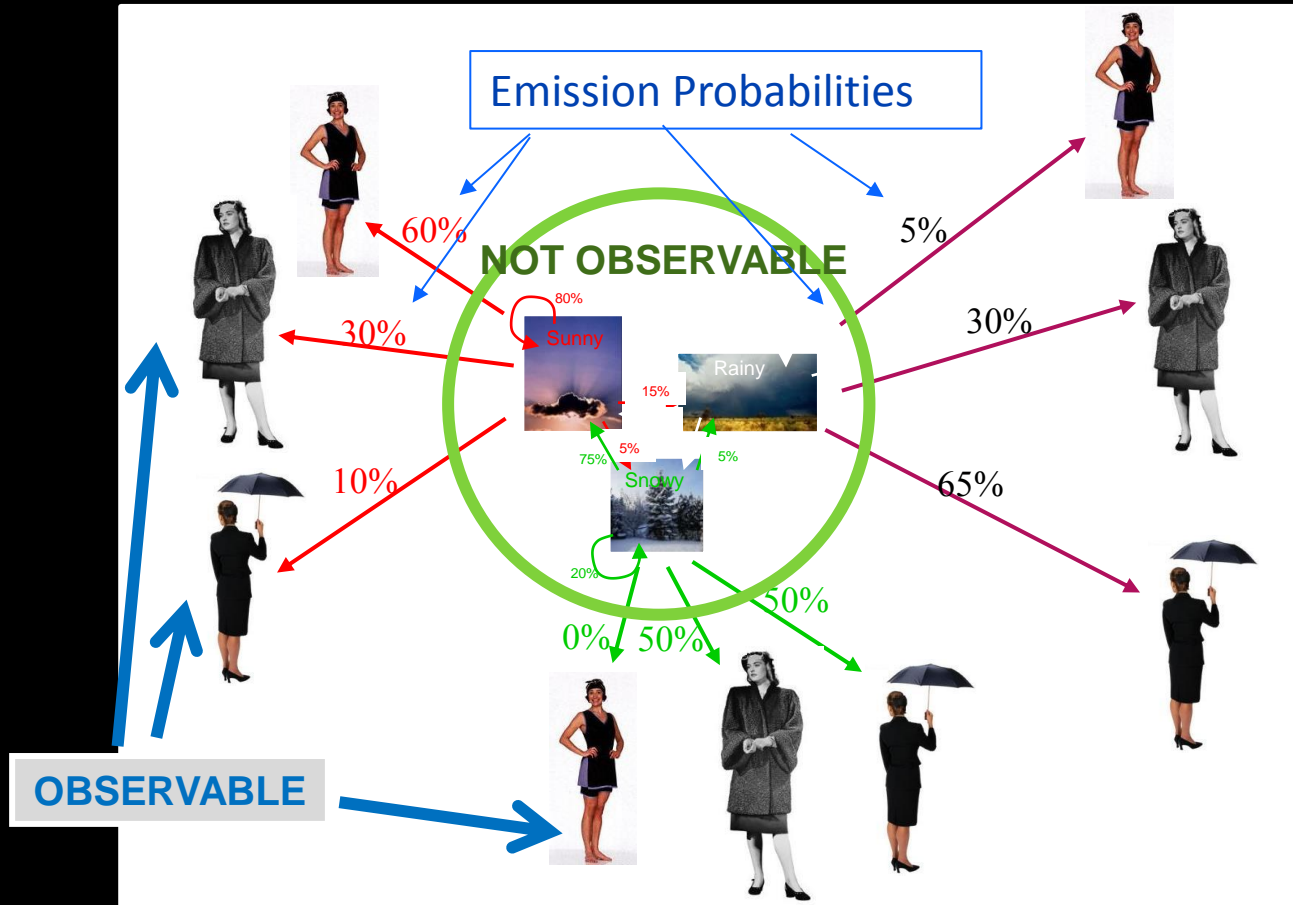 Emission Probabilities
60%
5%
NOT OBSERVABLE
80%
30%
30%
Sunny
Rainy
15%
5%
75%
5%
Snowy
10%
65%
20%
50%
0%
50%
OBSERVABLE